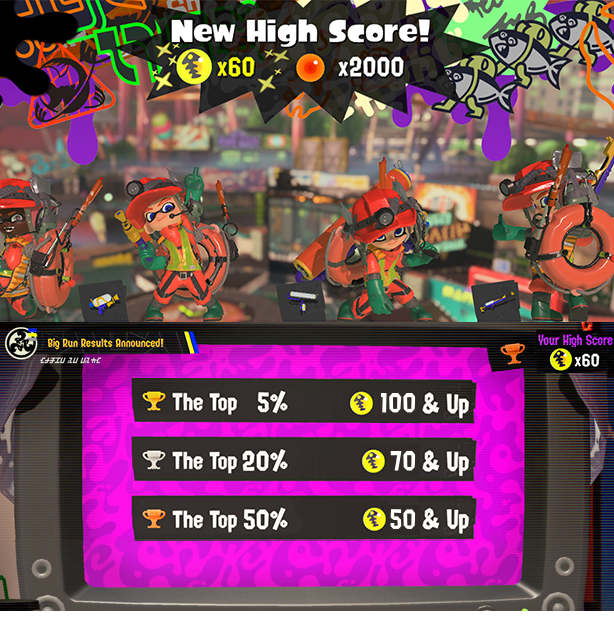 New High Score!
x60 x2000
Big Run Results Announced!
Your High Score
x60
The Top 5% 100 & Up
The Top 20% 70 & Up
The Top 50% 50 & Up